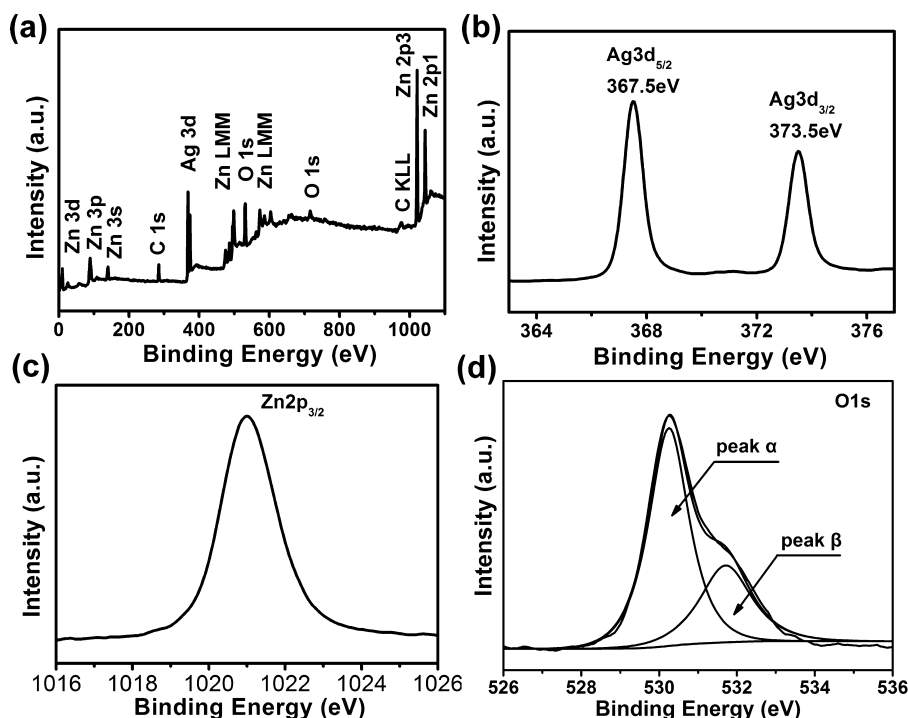 (a)
Intensity (a.u.)
Zn 3d
Zn 3p
Zn 3s
C 1s
Ag 3d
Zn LMM
O 1s
Zn LMM
O 1s
C KLL
Zn 2p3
Zn 2p1
0 200 400 600 800 1000
Binding Energy (eV)
(b)
Intensity (a.u.)
Ag3d5/2
367.5eV
Ag3d3/2
373.5eV
364 368 372 376
Binding Energy (eV)
(c)
Intensity (a.u.)
Zn2p3/2
1016 1018 1020 1022 1024 1026
Binding Energy (eV)
(d)
Intensity (a.u.)
O1s
peak α
peak β
526 528 530 532 534 536
Binding Energy (eV)